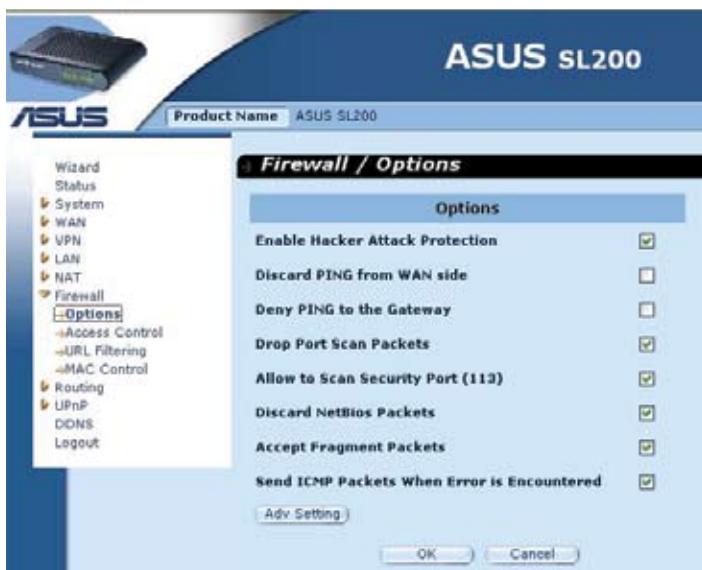 ASUS SL200
ASUS
Product Name ASUS SL200
Wizard
Status
System
WAN
VPN
LAN
NAT
Firewall
Options
Access Control
URL Filtering
MAC Control
Routing
UPnP
DDNS
Logout
Firewall / Options
Options
Enable Hacker Attack Protection
Discard PING from WAN side
Deny PING to the Gateway
Drop Port Scan Packets
Allow to Scan Security Port (113)
Discard NetBios Packets
Accept Fragment Packets
Send ICMP Packets When Error is Encountered
Adv Setting
OK Cancel